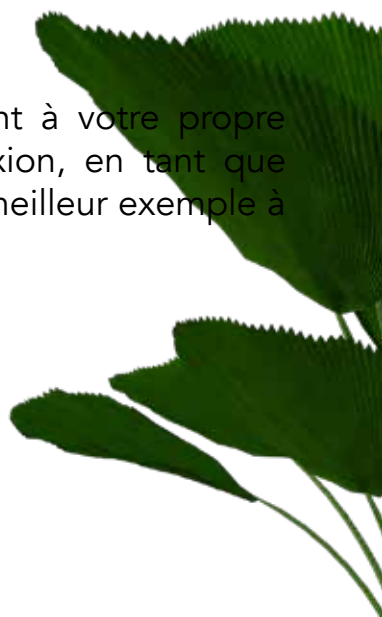 nt à votre propre
xion, en tant que
neilleur exemple à